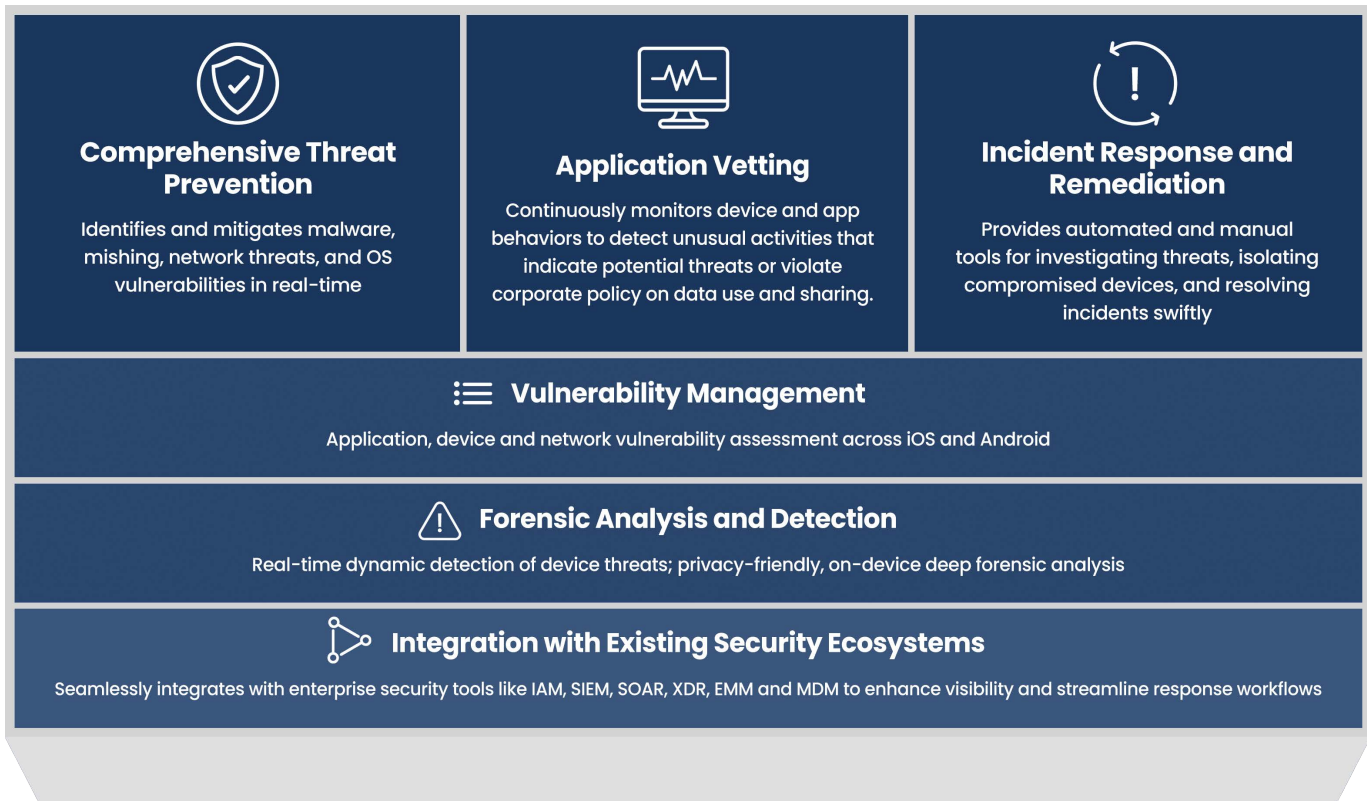 Comprehensive Threat
Prevention
Identifies and mitigates malware,
mishing, network threats, and OS
vulnerabilities in real-time
Application Vetting
Continuously monitors device and app
behaviors to detect unusual activities that
indicate potential threats or violate
corporate policy on data use and sharing.
Incident Response and
Remediation
Provides automated and manual
tools for investigating threats, isolating
compromised devices, and resolving
incidents swiftly
Vulnerability Management
Application, device and network vulnerability assessment across iOS and Android
Forensic Analysis and Detection
Real-time dynamic detection of device threats; privacy-friendly, on-device deep forensic analysis
Integration with Existing Security Ecosystems
Seamlessly integrates with enterprise security tools like IAM, SIEM, SOAR, XDR, EMM and MDM to enhance visibility and streamline response workflows